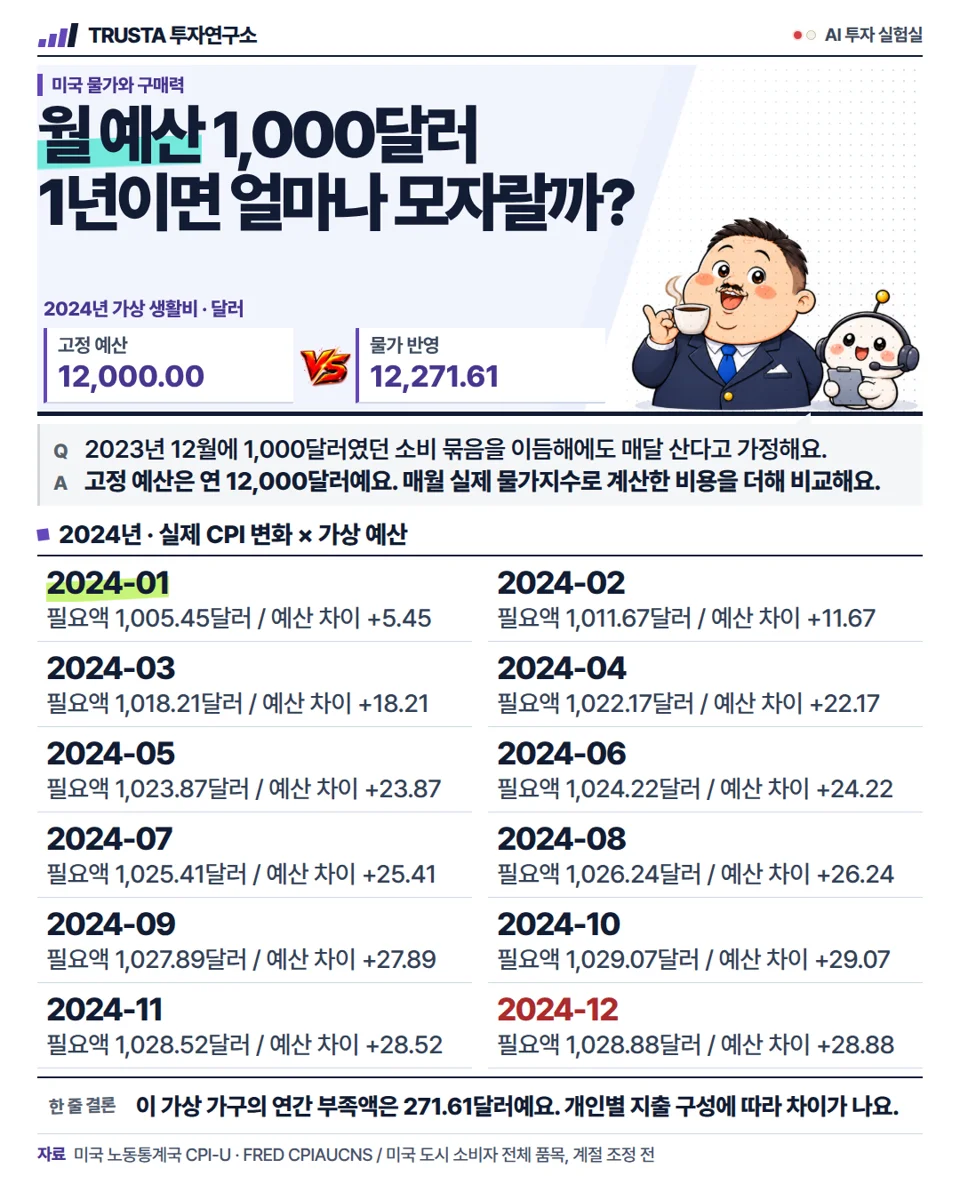 TRUSTA 투자연구소
AI 투자 실험실
미국 물가와 구매력
월 예산 1,000달러
1년이면 얼마나 모자랄까?
2024년 가상 생활비 · 달러
고정 예산
12,000.00
VS
물가 반영
12,271.61
Q 2023년 12월에 1,000달러였던 소비 묶음을 이듬해에도 매달 산다고 가정해요.
A 고정 예산은 연 12,000달러예요. 매월 실제 물가지수로 계산한 비용을 더해 비교해요.
2024년 · 실제 CPI 변화 × 가상 예산
2024-01
필요액 1,005.45달러 / 예산 차이 +5.45
2024-02
필요액 1,011.67달러 / 예산 차이 +11.67
2024-03
필요액 1,018.21달러 / 예산 차이 +18.21
2024-04
필요액 1,022.17달러 / 예산 차이 +22.17
2024-05
필요액 1,023.87달러 / 예산 차이 +23.87
2024-06
필요액 1,024.22달러 / 예산 차이 +24.22
2024-07
필요액 1,025.41달러 / 예산 차이 +25.41
2024-08
필요액 1,026.24달러 / 예산 차이 +26.24
2024-09
필요액 1,027.89달러 / 예산 차이 +27.89
2024-10
필요액 1,029.07달러 / 예산 차이 +29.07
2024-11
필요액 1,028.52달러 / 예산 차이 +28.52
2024-12
필요액 1,028.88달러 / 예산 차이 +28.88
한 줄 결론 이 가상 가구의 연간 부족액은 271.61달러예요. 개인별 지출 구성에 따라 차이가 나요.
자료 미국 노동통계국 CPI-U · FRED CPIAUCNS / 미국 도시 소비자 전체 품목, 계절 조정 전